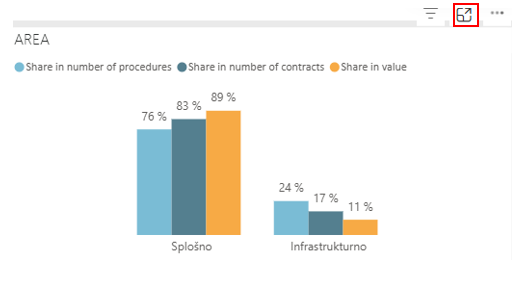 AREA
Share in number of procedures Share in number of contracts Share in value
76 % 83 % 89 %
24 % 17 % 11 %
Splošno Infrastrukturno